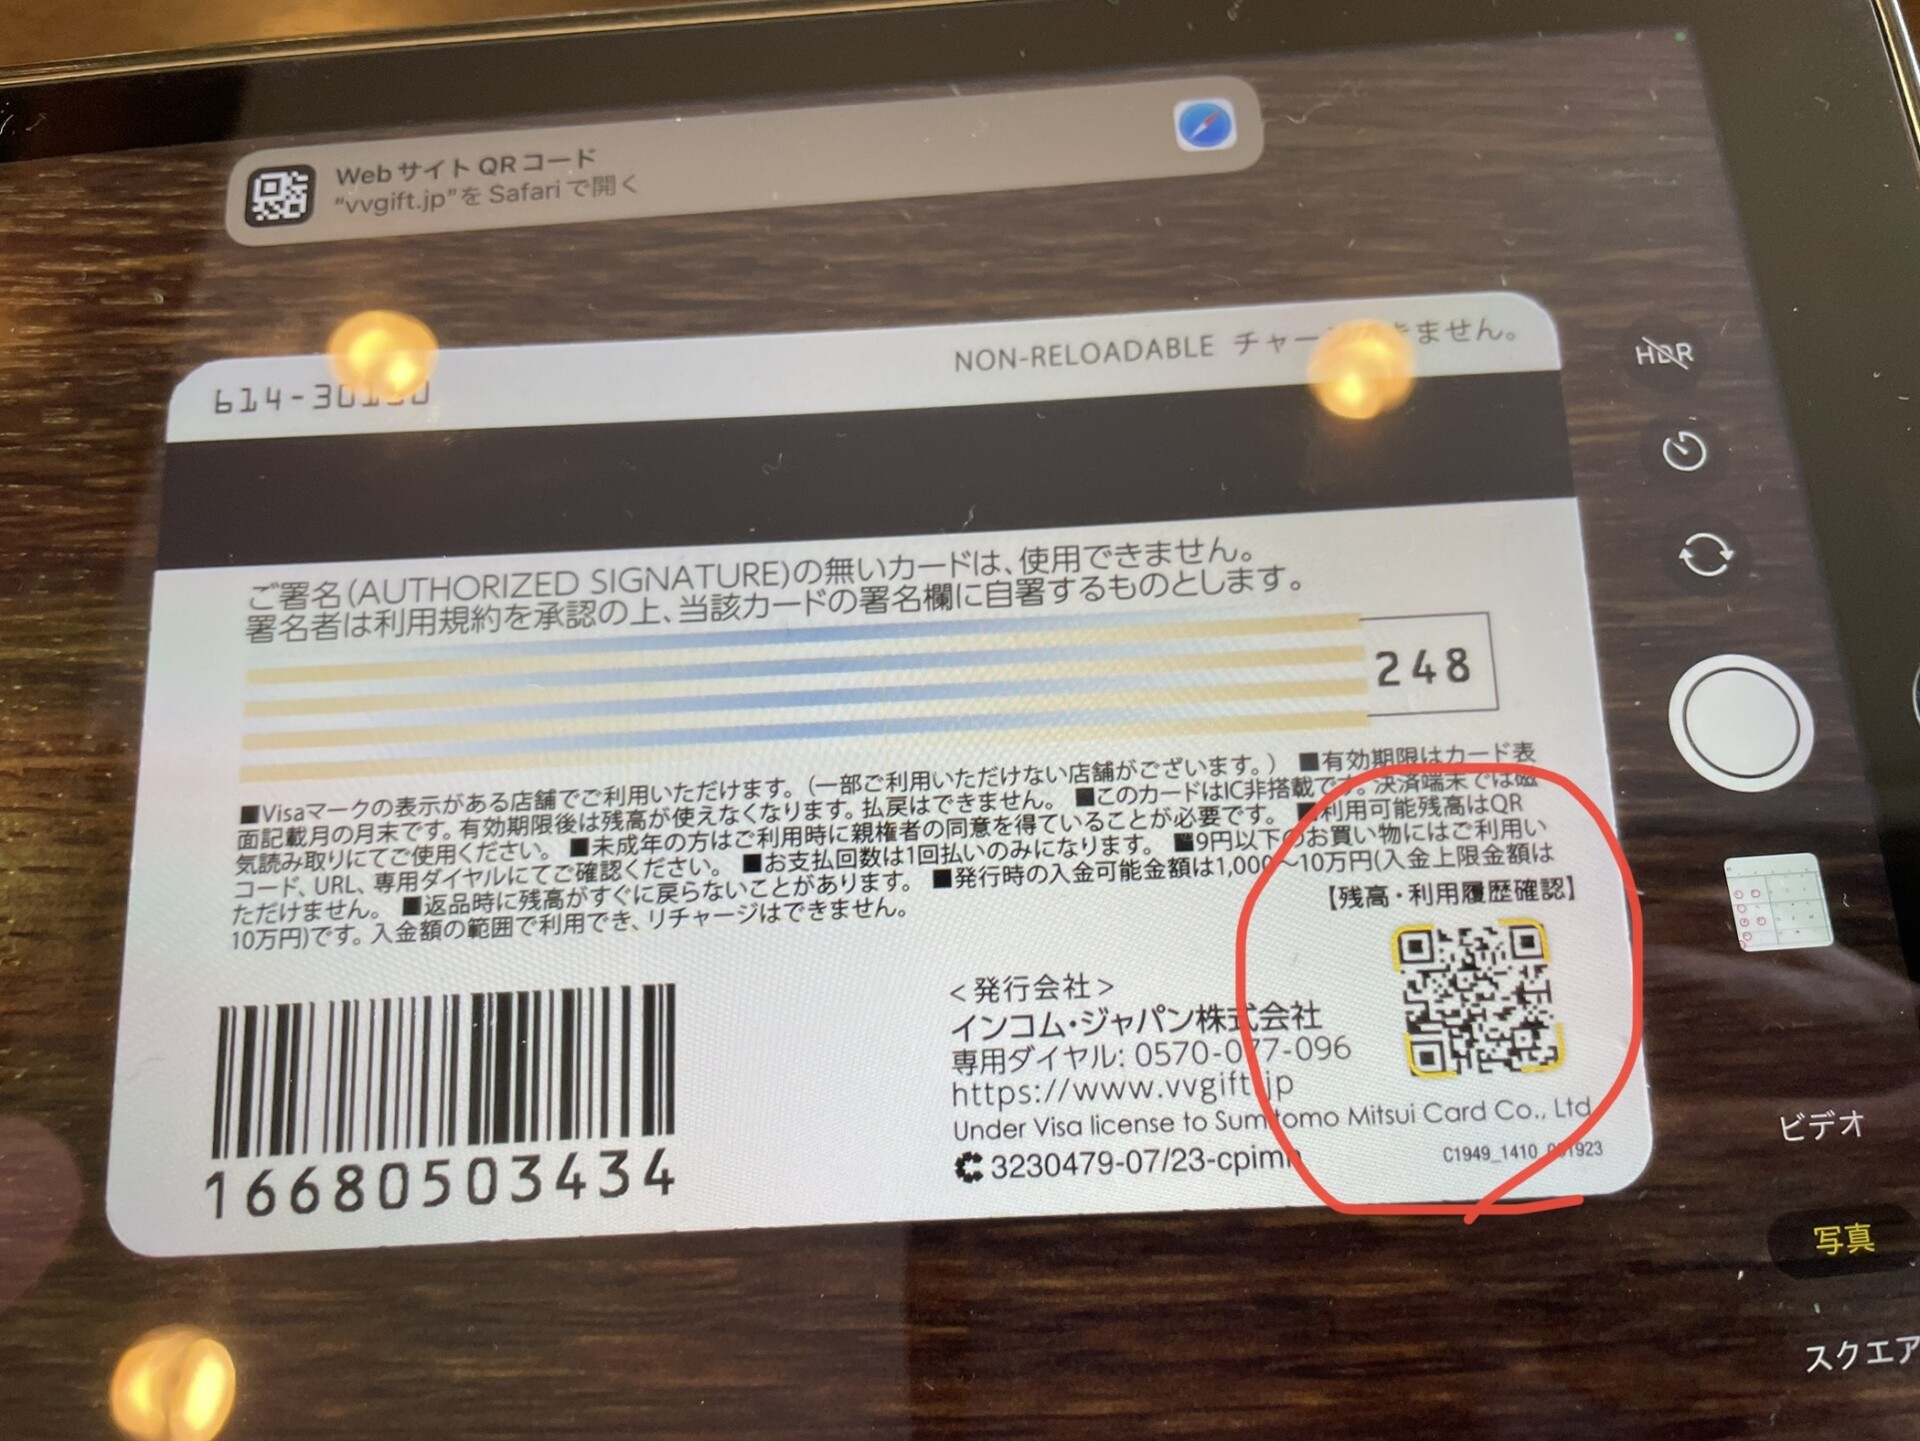 Web サイト QR コード
"vvgift.jp"を Safari で開く
HDR
614-30
NON-RELOADABLE チャー きません。
ご署名(AUTHORIZED SIGNATURE)の無いカードは、使用できません。
署名者は利用規約を承認の上、当該カードの署名欄に自署するものとします。
248
■Visaマークの表示がある店舗でご利用いただけます。(一部ご利用いただけない店舗がございます。) ■有効期限はカード表
面記載月の月末です。有効期限後は残高が使えなくなります。払戻はできません。 ■このカードはIC非搭載です。決済端末では磁
気読み取りにてご使用ください。 ■未成年の方はご利用時に親権者の同意を得ていることが必要です。 ■利用可能残高はQR
コード、URL、専用ダイヤルにてご確認ください。 ■お支払回数は1回払いのみになります。 ■9円以下のお買い物にはご利用い
ただけません。 ■返品時に残高がすぐに戻らないことがあります。 ■発行時の入金可能金額は1,000～10万円(入金上限金額は
10万円)です。入金額の範囲で利用でき、リチャージはできません。
【残高・利用履歴確認】
16680503434
<発行会社>
インコム・ジャパン株式会社
専用ダイヤル: 0570-077-096
https://www.vvgift.jp
Under Visa license to Sumitomo Mitsui Card Co., Ltd.
3230479-07/23-cpimn
C1949_1410_ 1923
ビデオ
写真
スクエア